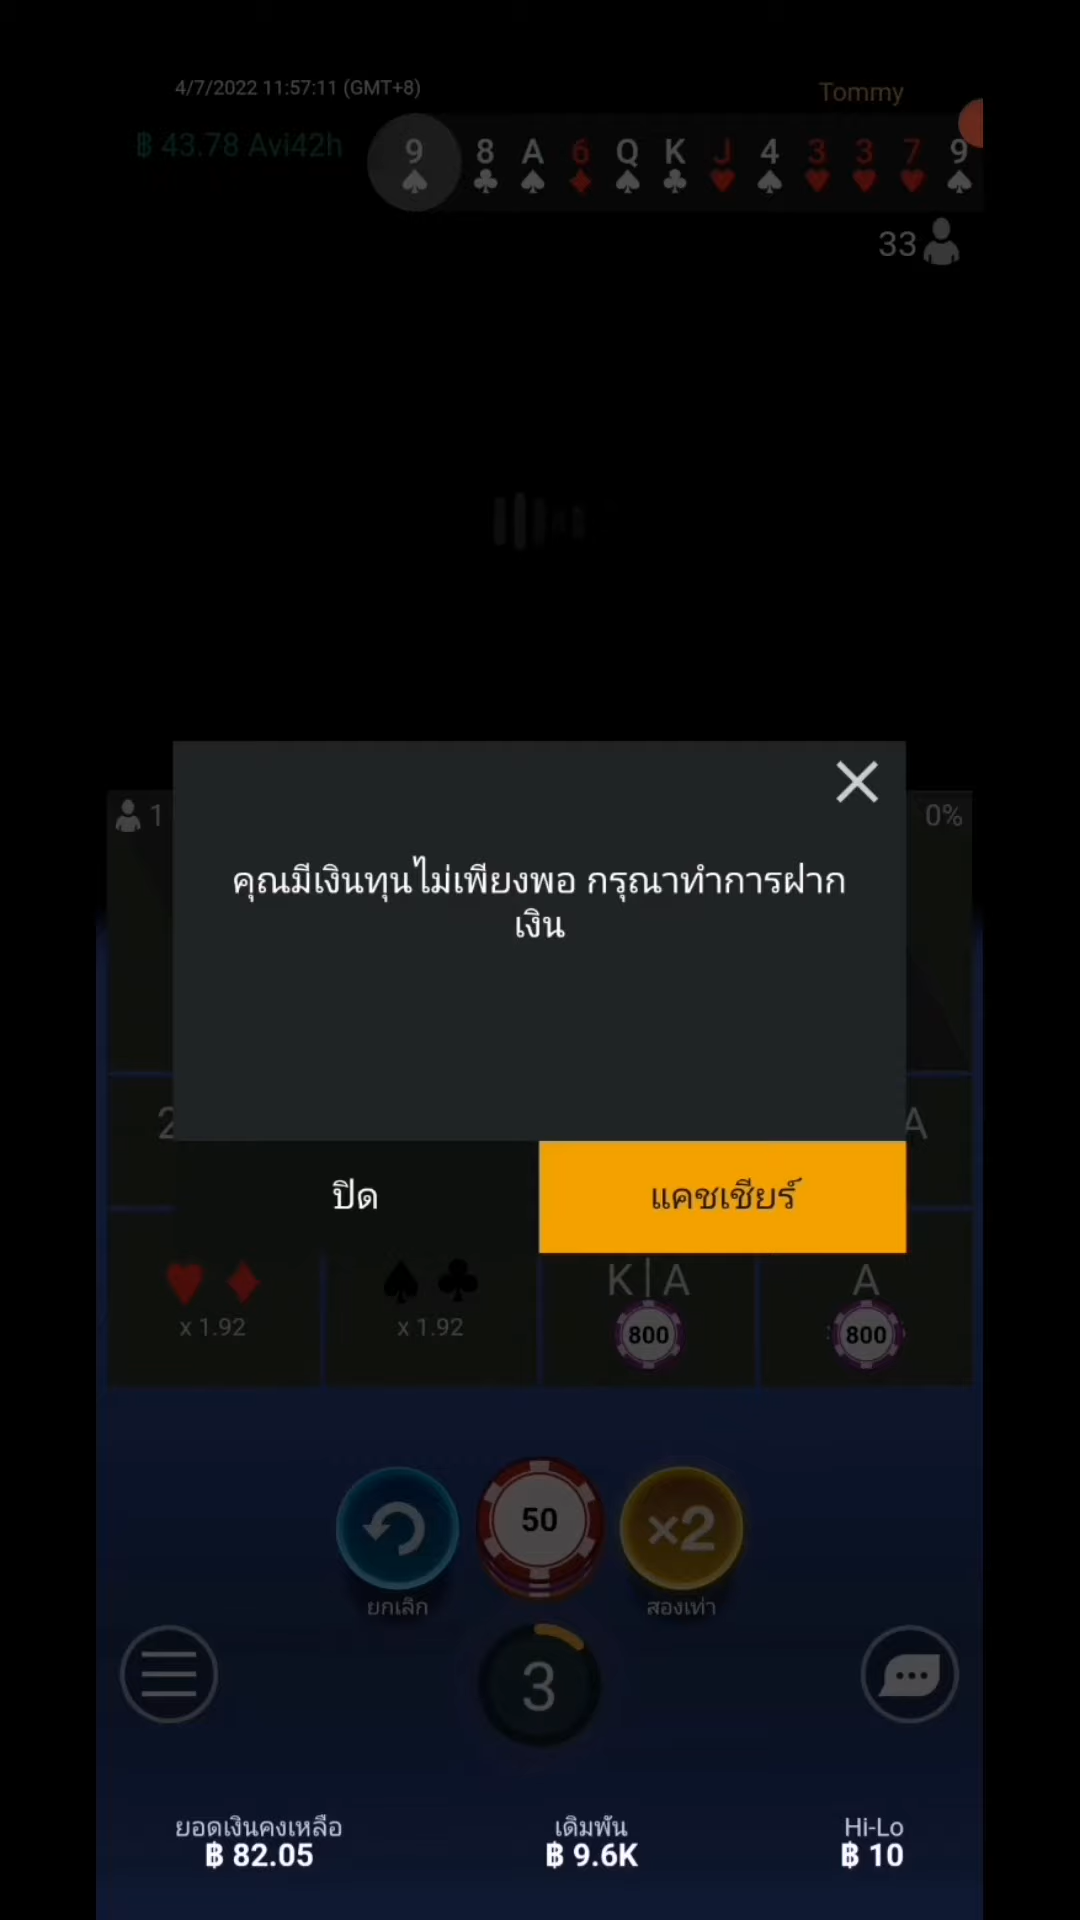 4/7/2022 11:57:11 (GMT+8)
Tommy
฿ 43.78 Avi42h
9 8 A 6 Q K J 4 3 3 7 9
33
1
0%
คุณมีเงินทุนไม่เพียงพอ กรุณาทำการฝาก
เงิน
2
A
ปิด
แคชเชียร์
K|A
A
x 1.92
x 1.92
800
800
50
×2
ยกเลิก
สองเท่า
3
ยอดเงินคงเหลือ
เดิมพัน
Hi-Lo
฿ 82.05
฿ 9.6K
฿ 10